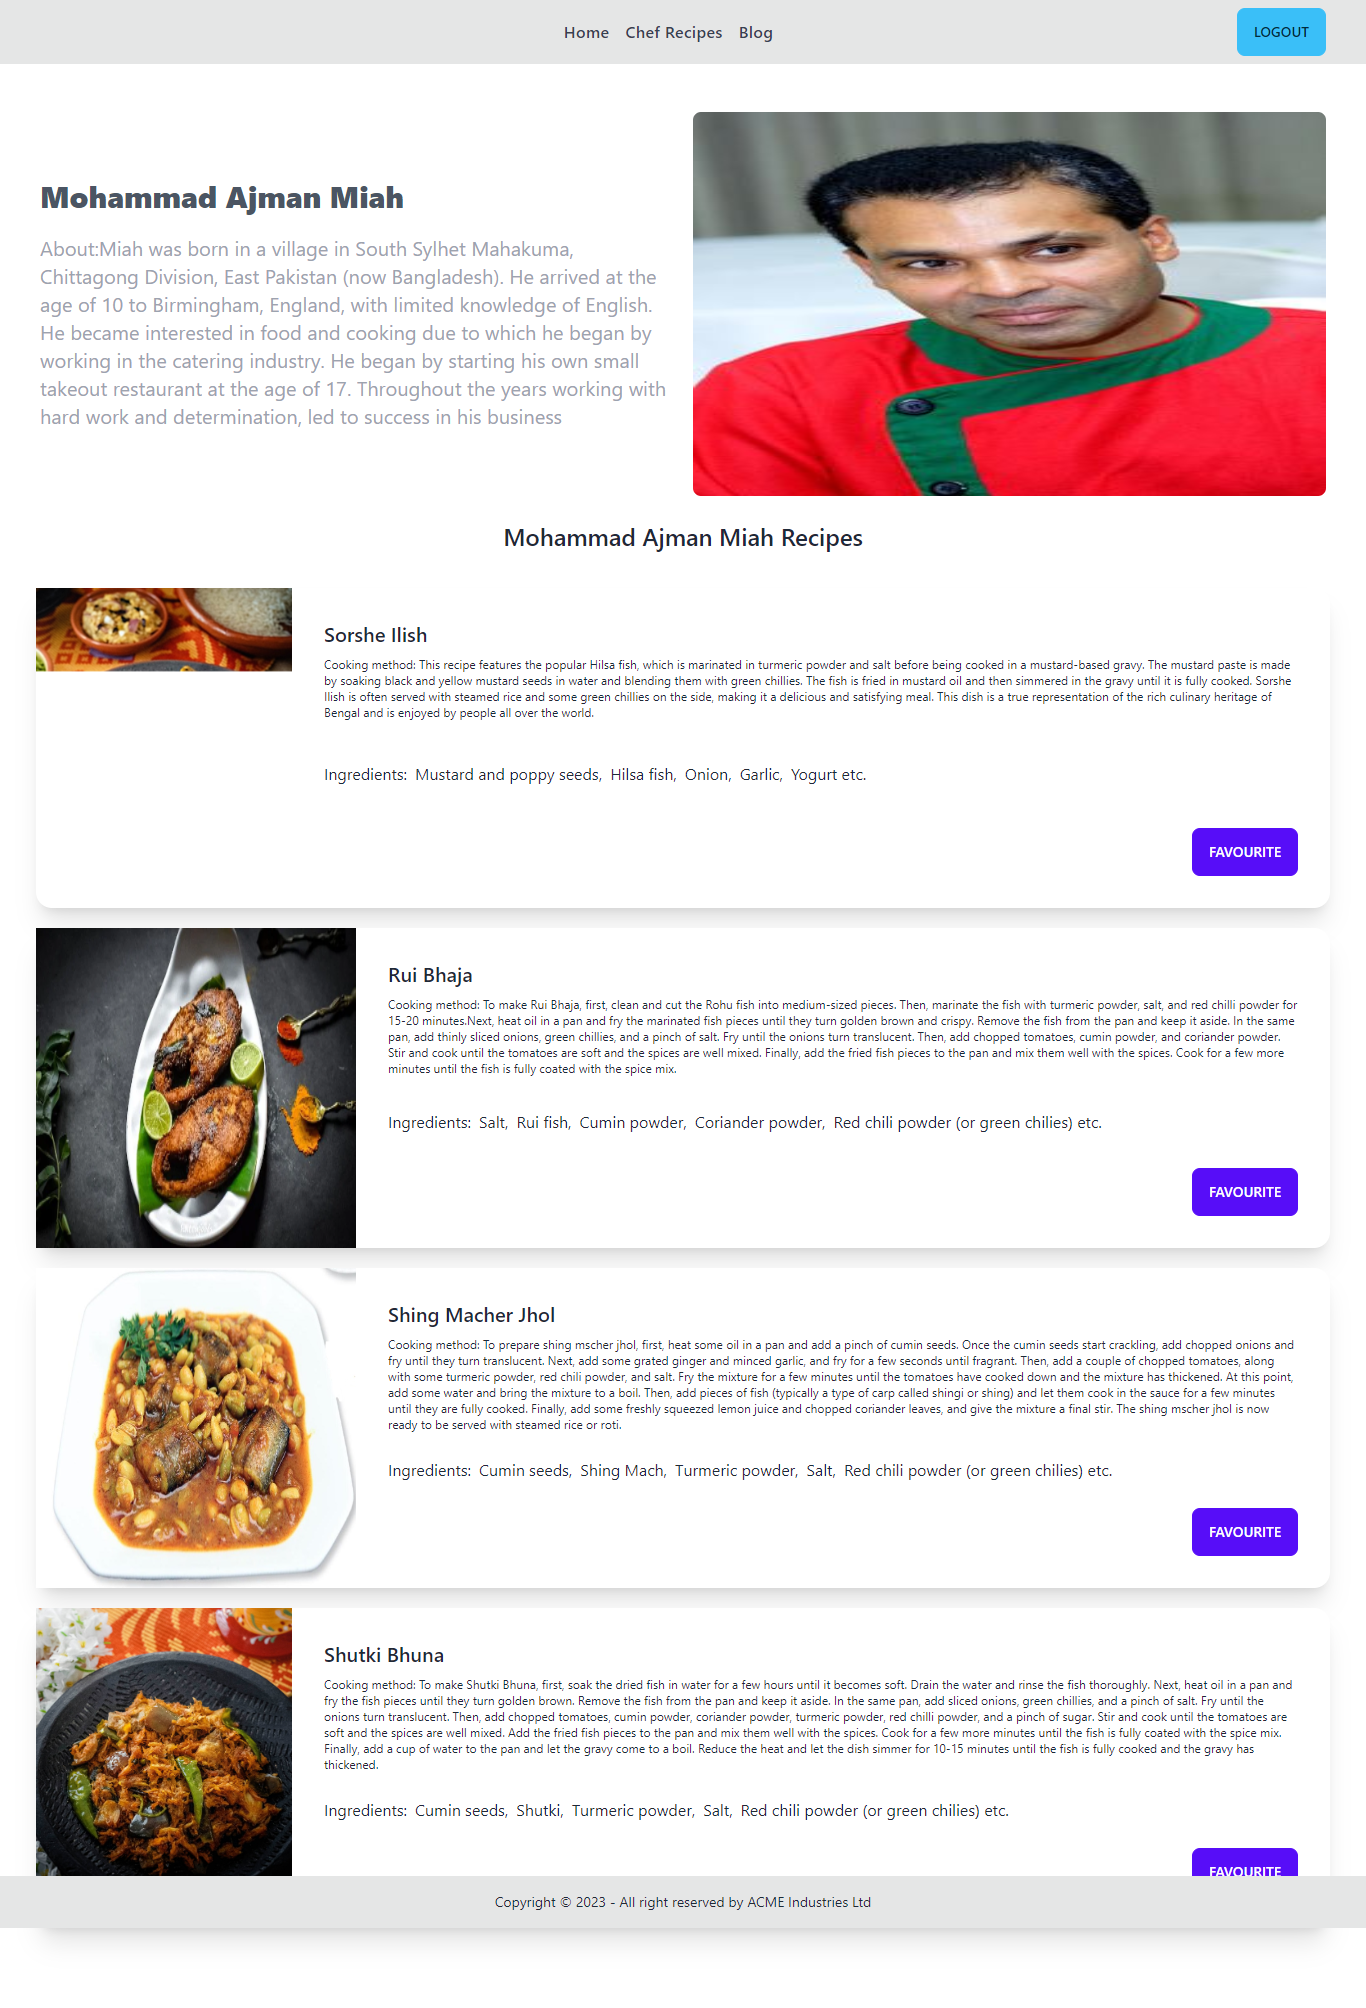 Home Chef Recipes Blog LOGOUT
Mohammad Ajman Miah
About:Miah was born in a village in South Sylhet Mahakuma,
Chittagong Division, East Pakistan (now Bangladesh). He arrived at the
age of 10 to Birmingham, England, with limited knowledge of English.
He became interested in food and cooking due to which he began by
working in the catering industry. He began by starting his own small
takeout restaurant at the age of 17. Throughout the years working with
hard work and determination, led to success in his business
Mohammad Ajman Miah Recipes
Sorshe Ilish
Cooking method: This recipe features the popular Hilsa fish, which is marinated in turmeric powder and salt before being cooked in a mustard-based gravy. The mustard paste is made
by soaking black and yellow mustard seeds in water and blending them with green chillies. The fish is fried in mustard oil and then simmered in the gravy until it is fully cooked. Sorshe
Ilish is often served with steamed rice and some green chillies on the side, making it a delicious and satisfying meal. This dish is a true representation of the rich culinary heritage of
Bengal and is enjoyed by people all over the world.
Ingredients: Mustard and poppy seeds, Hilsa fish, Onion, Garlic, Yogurt etc.
FAVOURITE
Rui Bhaja
Cooking method: To make Rui Bhaja, first, clean and cut the Rohu fish into medium-sized pieces. Then, marinate the fish with turmeric powder, salt, and red chilli powder for
15-20 minutes.Next, heat oil in a pan and fry the marinated fish pieces until they turn golden brown and crispy. Remove the fish from the pan and keep it aside. In the same
pan, add thinly sliced onions, green chillies, and a pinch of salt. Fry until the onions turn translucent. Then, add chopped tomatoes, cumin powder, and coriander powder.
Stir and cook until the tomatoes are soft and the spices are well mixed. Finally, add the fried fish pieces to the pan and mix them well with the spices. Cook for a few more
minutes until the fish is fully coated with the spice mix.
Ingredients: Salt, Rui fish, Cumin powder, Coriander powder, Red chili powder (or green chilies) etc.
FAVOURITE
Shing Macher Jhol
Cooking method: To prepare shing mscher jhol, first, heat some oil in a pan and add a pinch of cumin seeds. Once the cumin seeds start crackling, add chopped onions and
fry until they turn translucent. Next, add some grated ginger and minced garlic, and fry for a few seconds until fragrant. Then, add a couple of chopped tomatoes, along
with some turmeric powder, red chili powder, and salt. Fry the mixture for a few minutes until the tomatoes have cooked down and the mixture has thickened. At this point,
add some water and bring the mixture to a boil. Then, add pieces of fish (typically a type of carp called shingi or shing) and let them cook in the sauce for a few minutes
until they are fully cooked. Finally, add some freshly squeezed lemon juice and chopped coriander leaves, and give the mixture a final stir. The shing mscher jhol is now
ready to be served with steamed rice or roti.
Ingredients: Cumin seeds, Shing Mach, Turmeric powder, Salt, Red chili powder (or green chilies) etc.
FAVOURITE
Shutki Bhuna
Cooking method: To make Shutki Bhuna, first, soak the dried fish in water for a few hours until it becomes soft. Drain the water and rinse the fish thoroughly. Next, heat oil in a pan and
fry the fish pieces until they turn golden brown. Remove the fish from the pan and keep it aside. In the same pan, add sliced onions, green chillies, and a pinch of salt. Fry until the
onions turn translucent. Then, add chopped tomatoes, cumin powder, coriander powder, turmeric powder, red chilli powder, and a pinch of sugar. Stir and cook until the tomatoes are
soft and the spices are well mixed. Add the fried fish pieces to the pan and mix them well with the spices. Cook for a few more minutes until the fish is fully coated with the spice mix.
Finally, add a cup of water to the pan and let the gravy come to a boil. Reduce the heat and let the dish simmer for 10-15 minutes until the fish is fully cooked and the gravy has
thickened.
Ingredients: Cumin seeds, Shutki, Turmeric powder, Salt, Red chili powder (or green chilies) etc.
FAVOURITE
Copyright © 2023 - All right reserved by ACME Industries Ltd